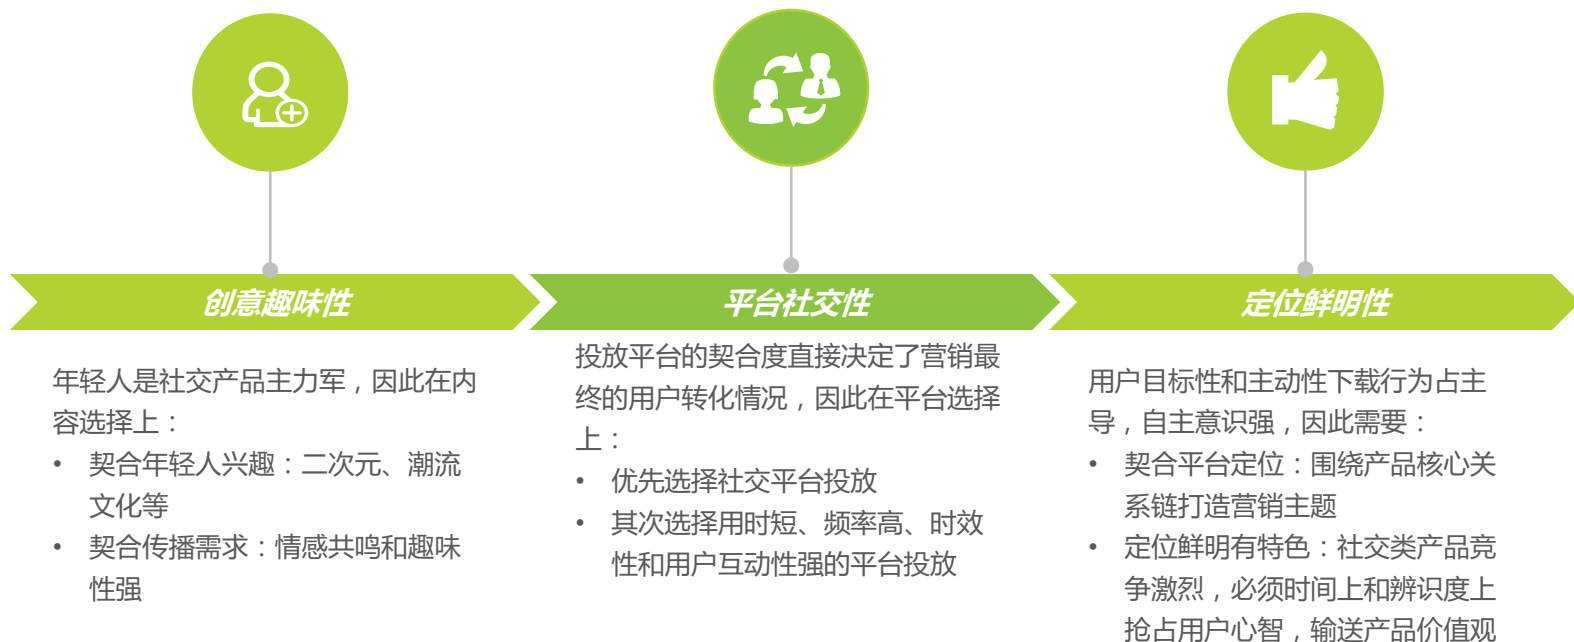 创意趣味性
平台社交性
定位鲜明性
年轻人是社交产品主力军，因此在内
容选择上：
• 契合年轻人兴趣：二次元、潮流
文化等
• 契合传播需求：情感共鸣和趣味
性强
投放平台的契合度直接决定了营销最
终的用户转化情况，因此在平台选择
上：
• 优先选择社交平台投放
• 其次选择用时短、频率高、时效
性和用户互动性强的平台投放
用户目标性和主动性下载行为占主
导，自主意识强，因此需要：
• 契合平台定位：围绕产品核心关
系链打造营销主题
• 定位鲜明有特色：社交类产品竞
争激烈，必须时间上和辨识度上
抢占用户心智，输送产品价值观